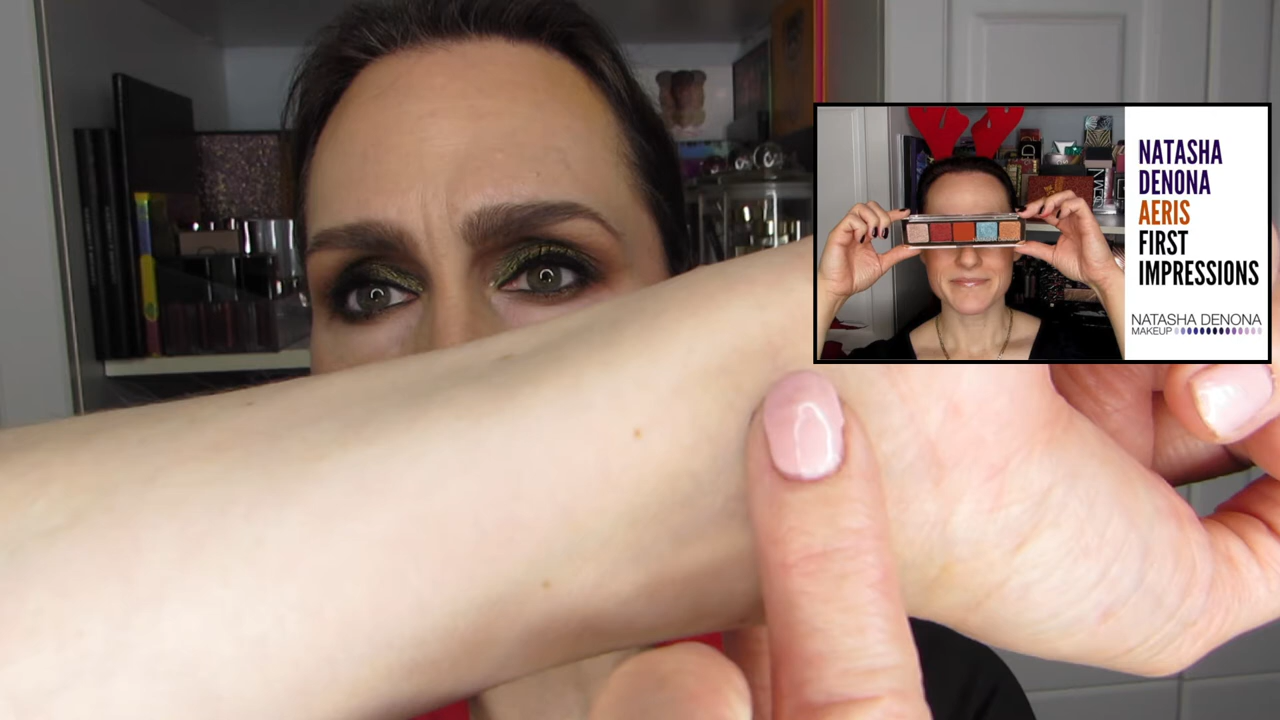 NATASHA
DENONA
AERIS
FIRST
IMPRESSIONS
NATASHA DENONA
MAKEUP